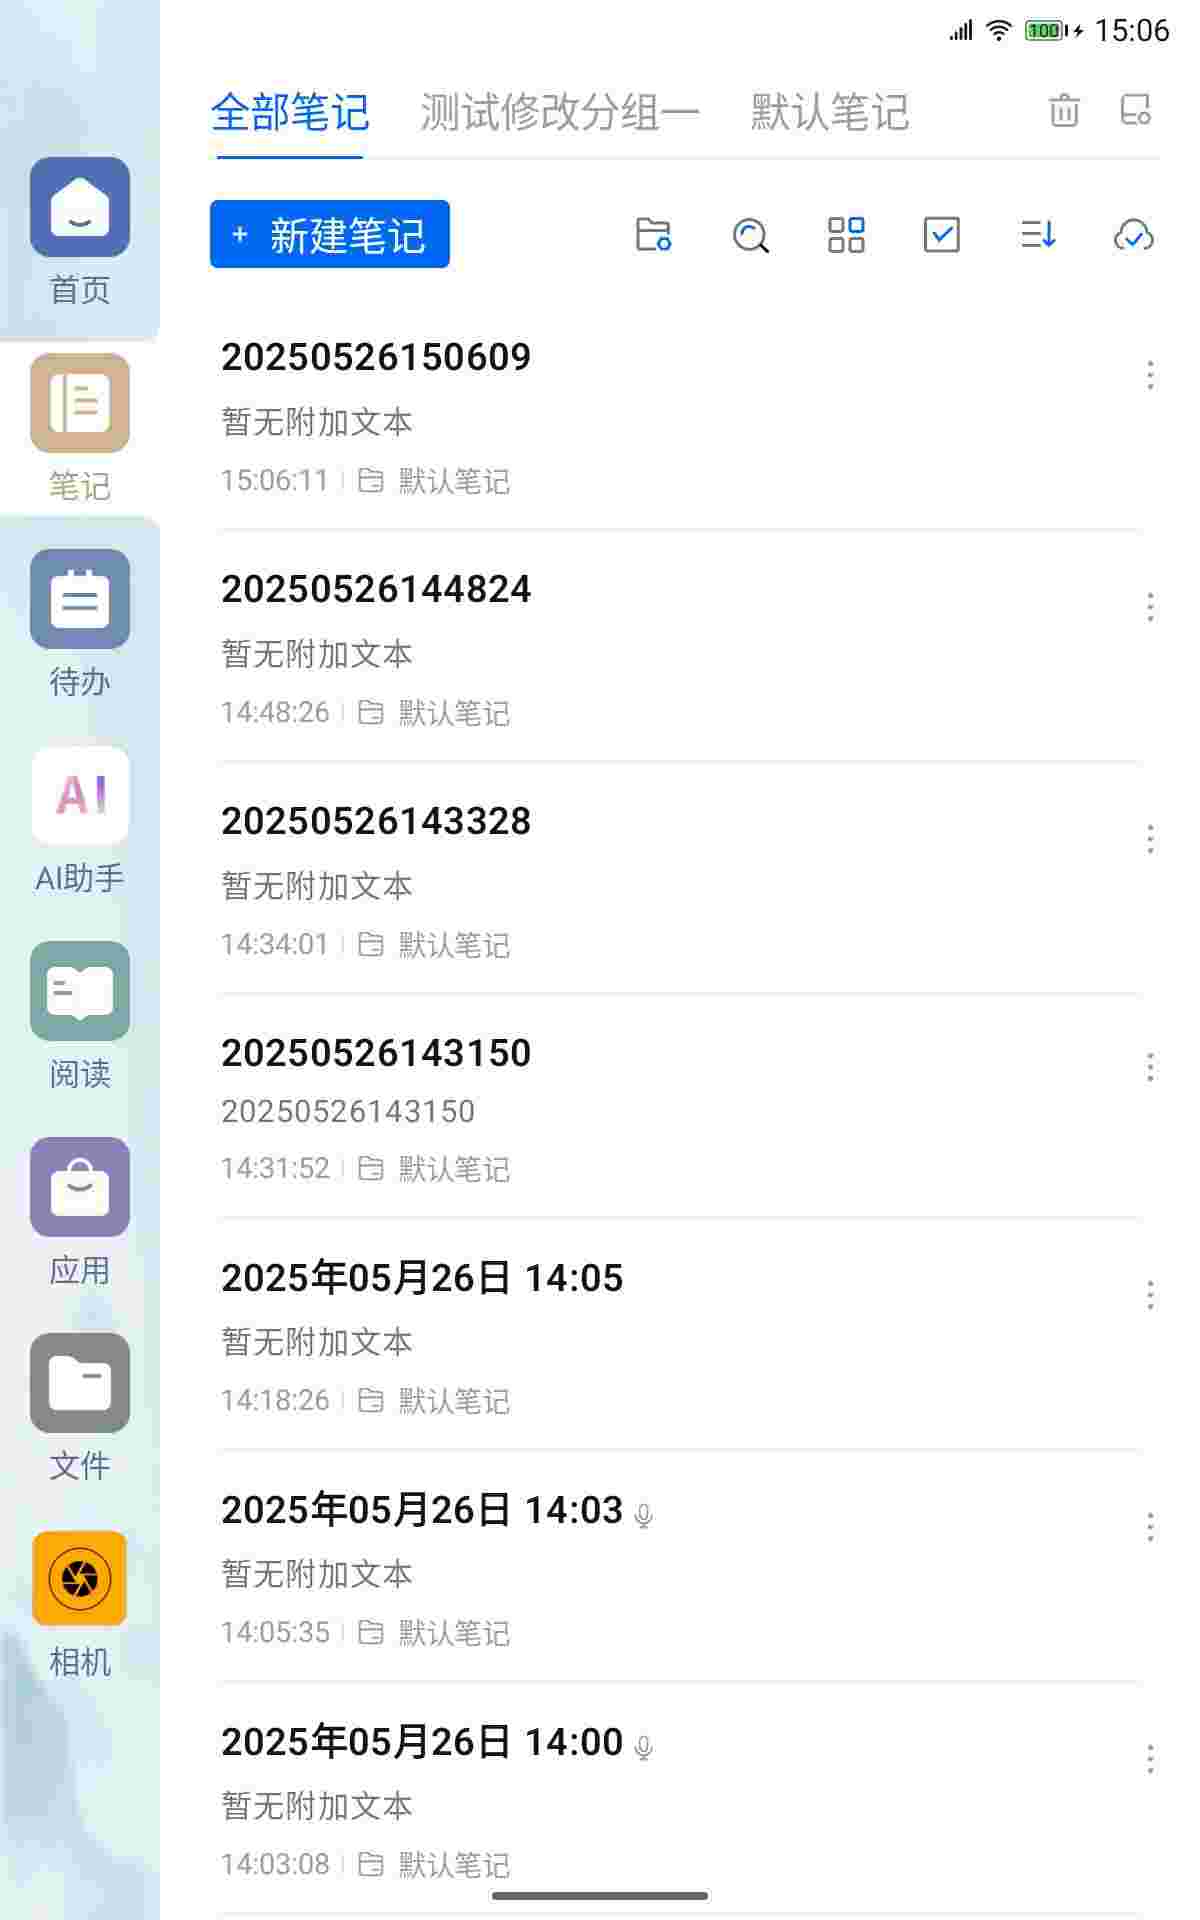 100 15:06
全部笔记 测试修改分组一 默认笔记
+ 新建笔记
首页
笔记
待办
AI
AI助手
阅读
应用
文件
相机
20250526150609
暂无附加文本
15:06:11 默认笔记
20250526144824
暂无附加文本
14:48:26 默认笔记
20250526143328
暂无附加文本
14:34:01 默认笔记
20250526143150
20250526143150
14:31:52 默认笔记
2025年05月26日 14:05
暂无附加文本
14:18:26 默认笔记
2025年05月26日 14:03
暂无附加文本
14:05:35 默认笔记
2025年05月26日 14:00
暂无附加文本
14:03:08 默认笔记